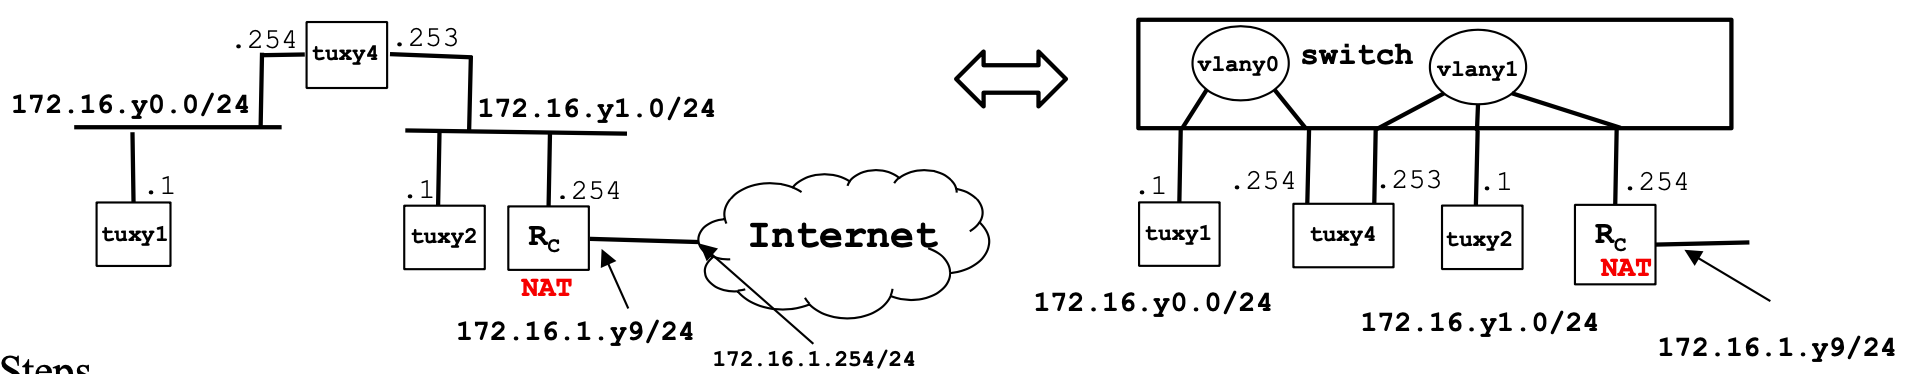 .254
tuxy4
.253
172.16.y0.0/24
172.16.y1.0/24
.1
tuxy1
.1
tuxy2
.254
RC
NAT
Internet
172.16.1.y9/24
172.16.1.254/24
vlany0
switch
vlany1
.1
tuxy1
.254
tuxy4
.253
.1
tuxy2
.254
RC
NAT
172.16.y0.0/24
172.16.y1.0/24
172.16.1.y9/24
Steps